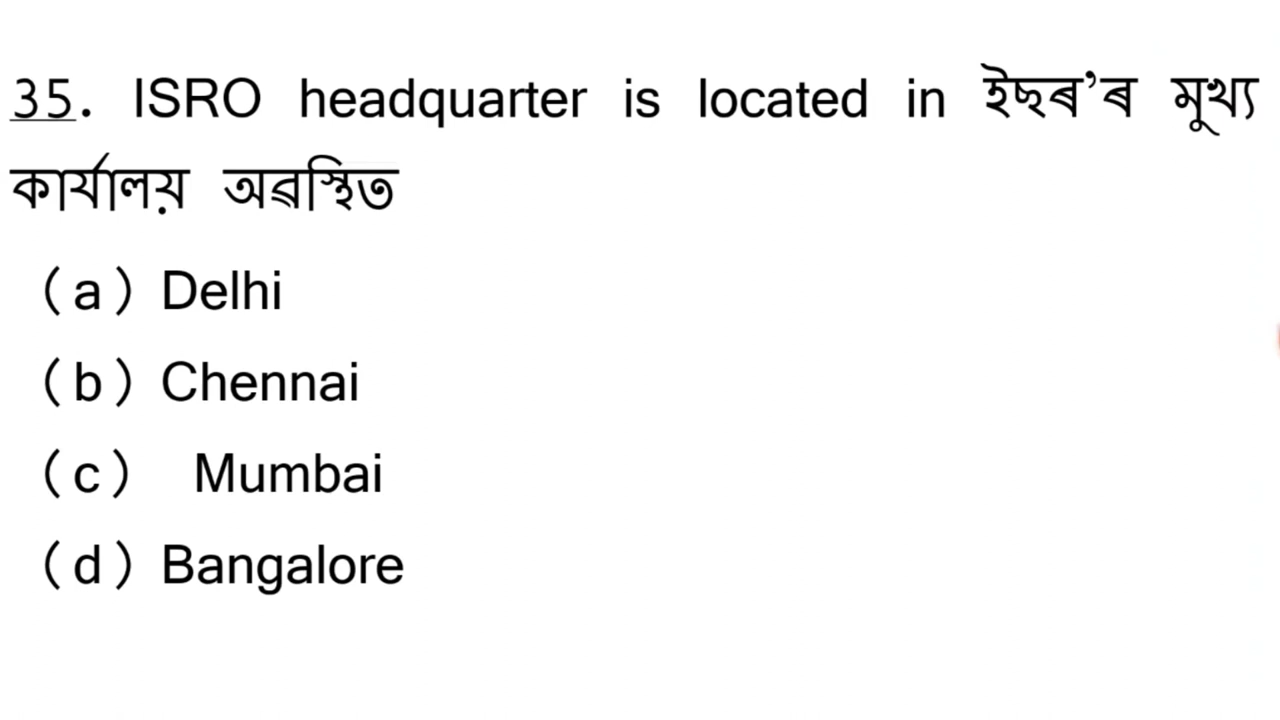 35. ISRO headquarter is located in ইছৰ’ৰ মুখ্য
কাৰ্যালয় অৱস্থিত
(a) Delhi
(b) Chennai
(c) Mumbai
(d) Bangalore